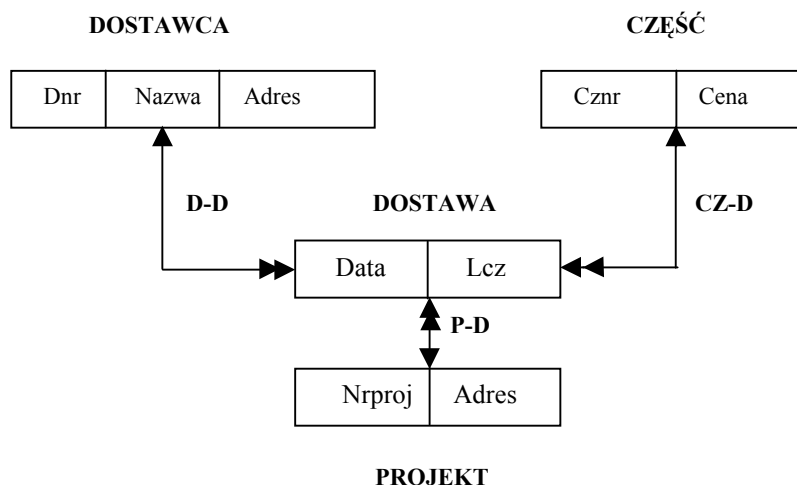 DOSTAWCA CZĘŚĆ
Dnr Nazwa Adres Cznr Cena
D-D DOSTAWA CZ-D
Data Lcz
P-D
Nrproj Adres
PROJEKT